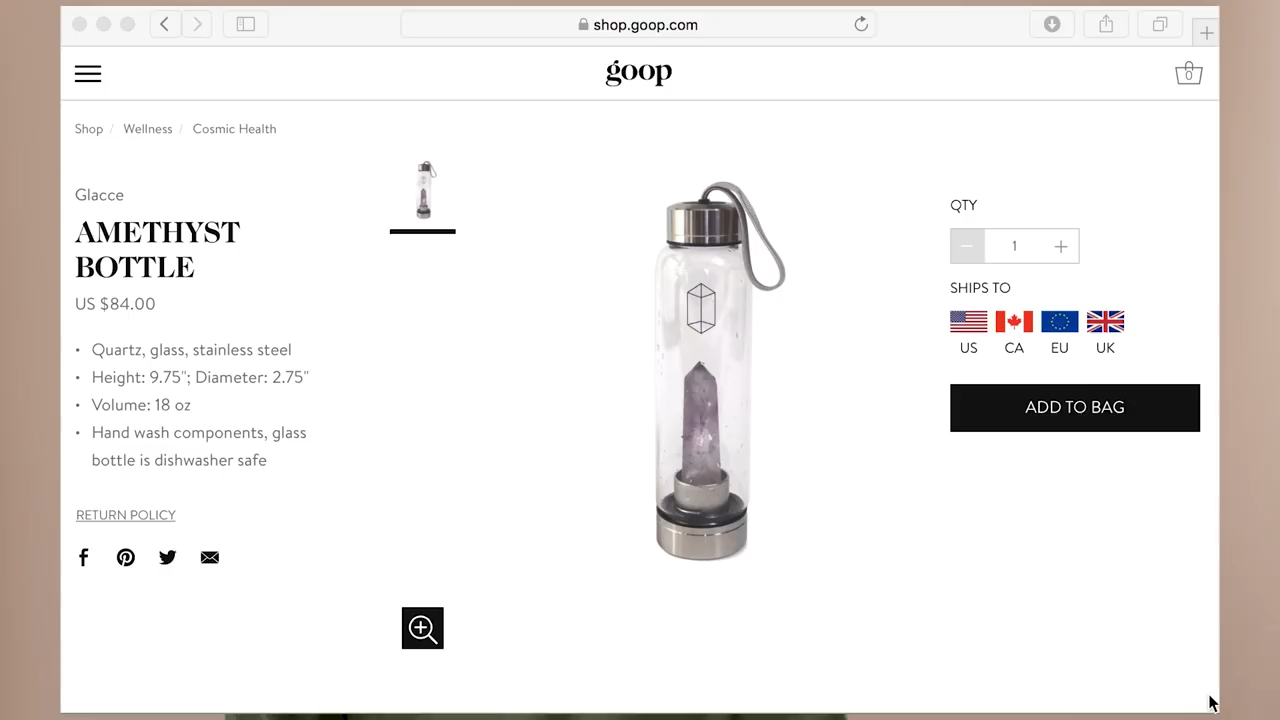 shop.goop.com
goop
0
Shop / Wellness / Cosmic Health
Glacce
AMETHYST
BOTTLE
US $84.00
• Quartz, glass, stainless steel
• Height: 9.75"; Diameter: 2.75"
• Volume: 18 oz
• Hand wash components, glass
bottle is dishwasher safe
RETURN POLICY
QTY
1
SHIPS TO
US CA EU UK
ADD TO BAG